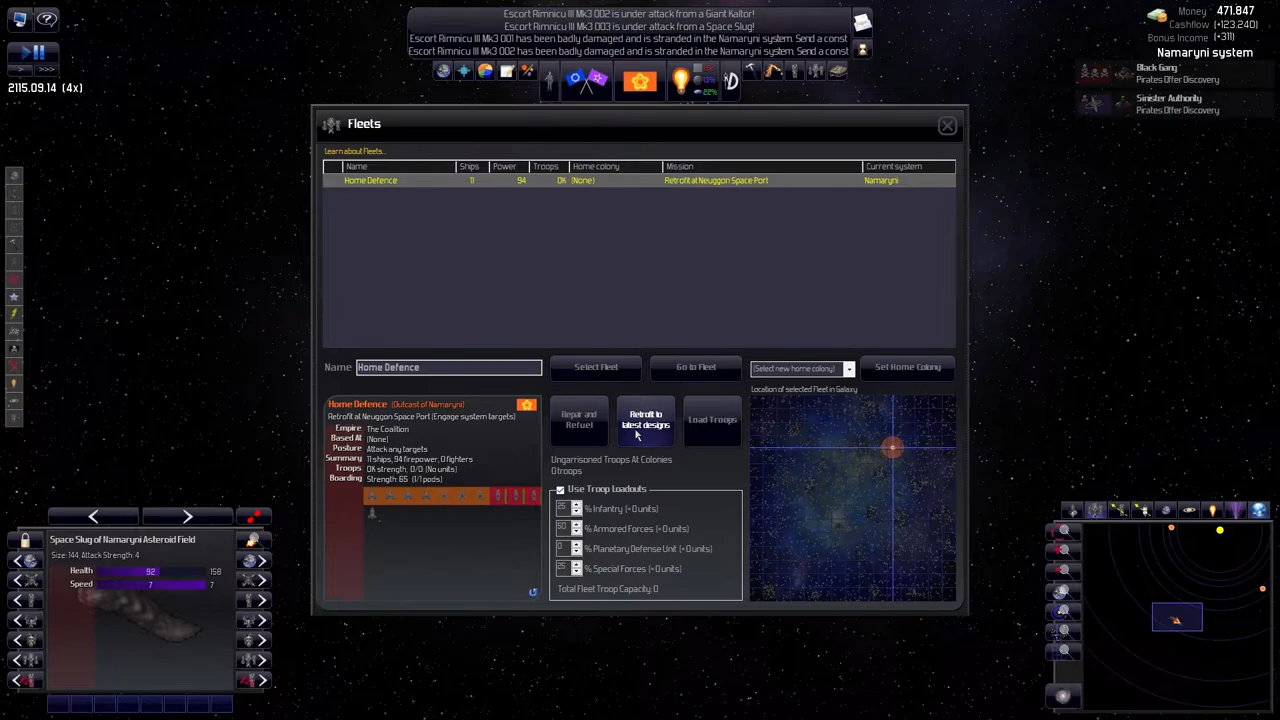 Escort Rimnicu III Mk3 002 is under attack from a Giant Kaltor!
Escort Rimnicu III Mk3 003 is under attack from a Space Slug!
Escort Rimnicu III Mk3 001 has been badly damaged and is stranded in the Namaryni system. Send a const
Escort Rimnicu III Mk3 002 has been badly damaged and is stranded in the Namaryni system. Send a const
Money 471,847
Cashflow (+123,240)
Bonus Income (+311)
Namaryni system
> >>>
2115.09.14 (4x)
22%
Black Gang
Pirates Offer Discovery
Sinister Authority
Pirates Offer Discovery
Fleets
Learn about Fleets...
Name Ships Power Troops Home colony Mission Current system
Home Defence 11 94 0K (None) Retrofit at Neuggon Space Port Namaryni
Name Home Defence Select Fleet Go to Fleet (Select new home colony) Set Home Colony
Location of selected Fleet in Galaxy
Home Defence (Outcast of Namaryni)
Retrofit at Neuggon Space Port (Engage system targets)
Empire The Coalition
Based At (None)
Posture Attack any targets
Summary 11 ships, 94 firepower, 0 fighters
Troops 0K strength: 0/0 (No units)
Boarding Strength: 65 (1/1 pods)
Repair and
Refuel
Retrofit to
latest designs
Load Troops
Ungarrisoned Troops At Colonies
0 troops
Use Troop Loadouts
25 % Infantry (+0 units)
50 % Armored Forces (+0 units)
0 % Planetary Defense Unit (+0 units)
25 % Special Forces (+0 units)
Total Fleet Troop Capacity: 0
Space Slug of Namaryni Asteroid Field
Size: 144 Attack Strength: 4
Health 92 158
Speed 7 7